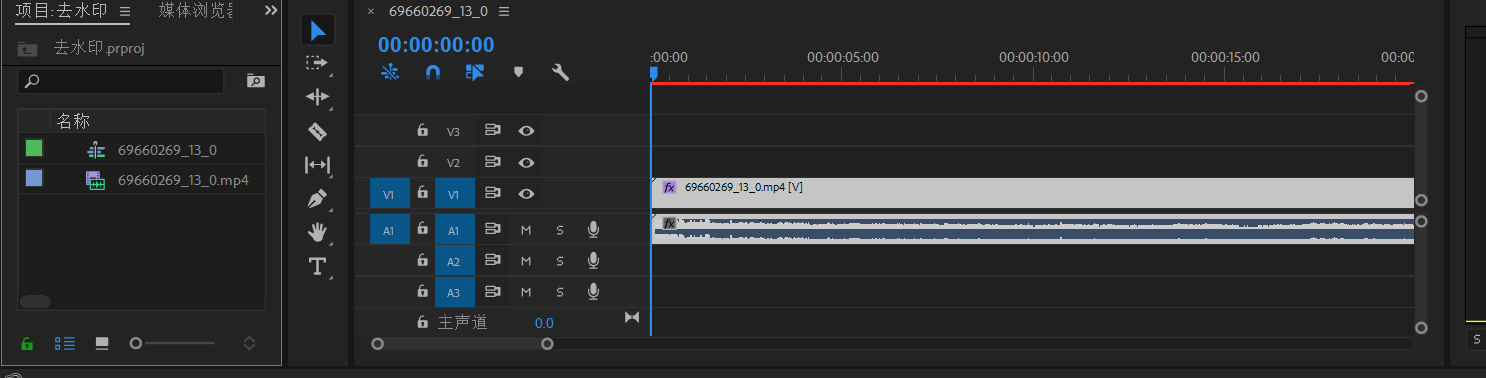 项目:去水印
媒体浏览器
去水印.prproj
名称
69660269_13_0
69660269_13_0.mp4
69660269_13_0
00:00:00:00
:00:00
00:00:05:00
00:00:10:00
00:00:15:00
00:00
V3
V2
V1 V1
fx 69660269_13_0.mp4 [V]
A1 A1 M S
fx
A2 M S
A3 M S
主声道 0.0
S